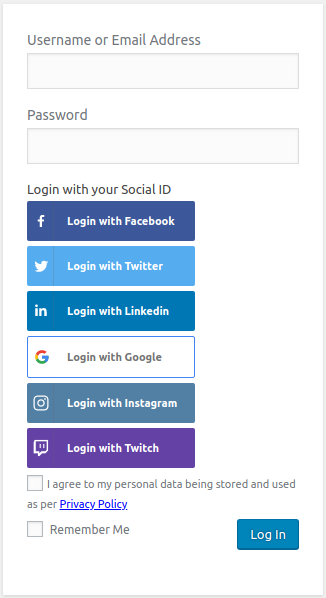 Username or Email Address
Password
Login with your Social ID
Login with Facebook
Login with Twitter
Login with Linkedin
Login with Google
Login with Instagram
Login with Twitch
I agree to my personal data being stored and used
as per Privacy Policy
Remember Me
Log In